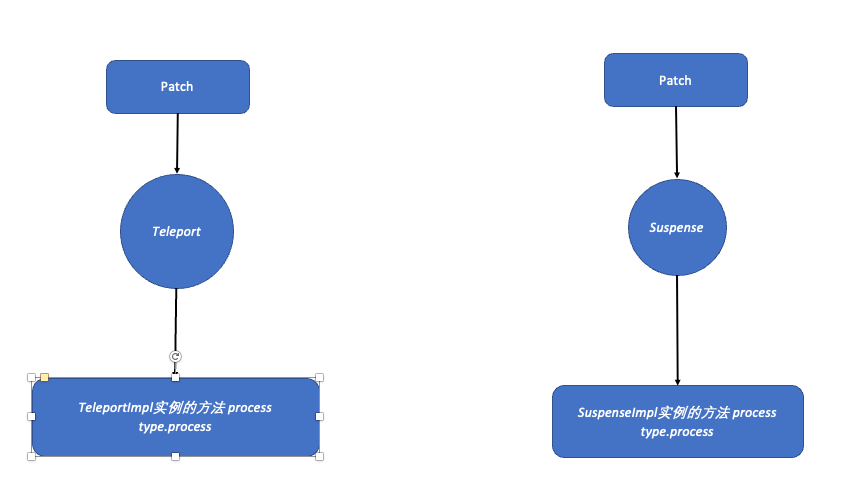 Patch
Teleport
TeleportImpl实例的方法 process
type.process
Patch
Suspense
SuspenseImpl实例的方法 process
type.process